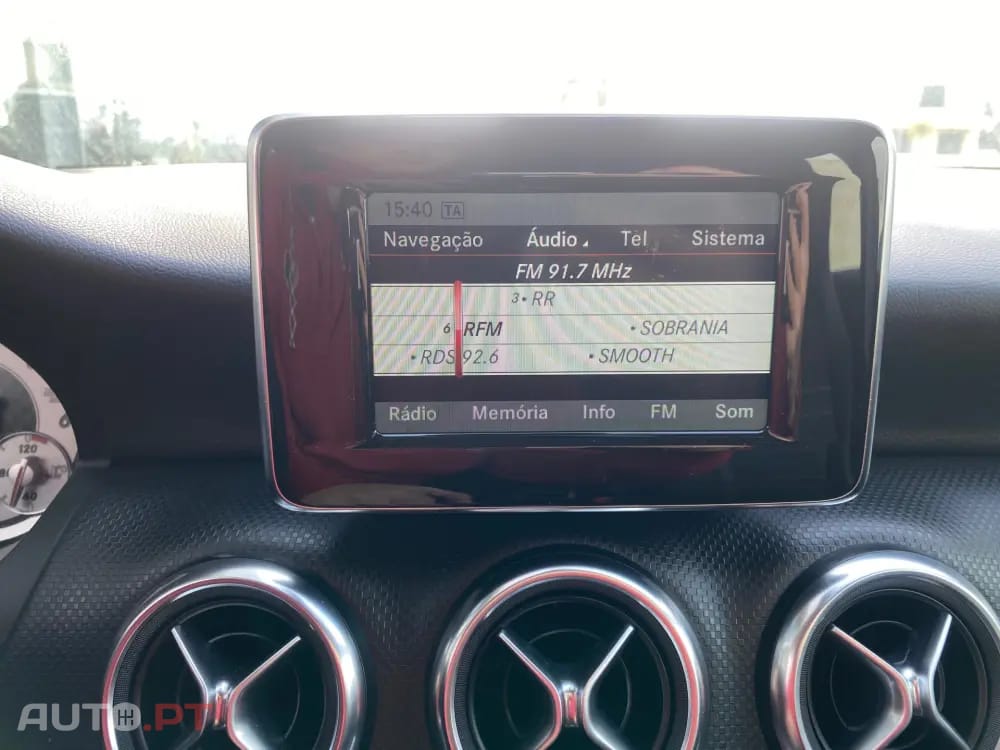 15:40 TA
Navegação Áudio Tel Sistema
FM 91.7 MHz
3• RR
6 RFM • SOBRANIA
• RDS 92.6 • SMOOTH
Rádio Memória Info FM Som
120
40
AUTO.PT